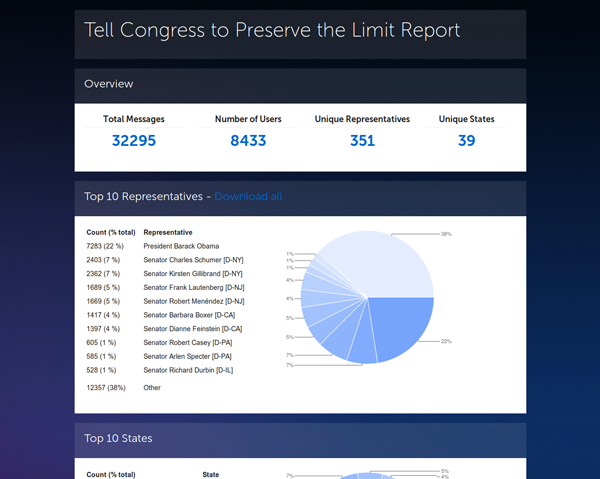 Tell Congress to Preserve the Limit Report
Overview
Total Messages Number of Users Unique Representatives Unique States
32295 8433 351 39
Top 10 Representatives - Download all
Count (% total) Representative
7283 (22 %) President Barack Obama
2403 (7 %) Senator Charles Schumer [D-NY]
2362 (7 %) Senator Kirsten Gillibrand [D-NY]
1689 (5 %) Senator Frank Lautenberg [D-NJ]
1669 (5 %) Senator Robert Menéndez [D-NJ]
1417 (4 %) Senator Barbara Boxer [D-CA]
1397 (4 %) Senator Dianne Feinstein [D-CA]
605 (1 %) Senator Robert Casey [D-PA]
585 (1 %) Senator Arlen Specter [D-PA]
528 (1 %) Senator Richard Durbin [D-IL]
12357 (38%) Other
38%
1%
1%
1%
4%
4%
5%
5%
7%
7%
22%
Top 10 States
Count (% total) State
7%
5%
4%